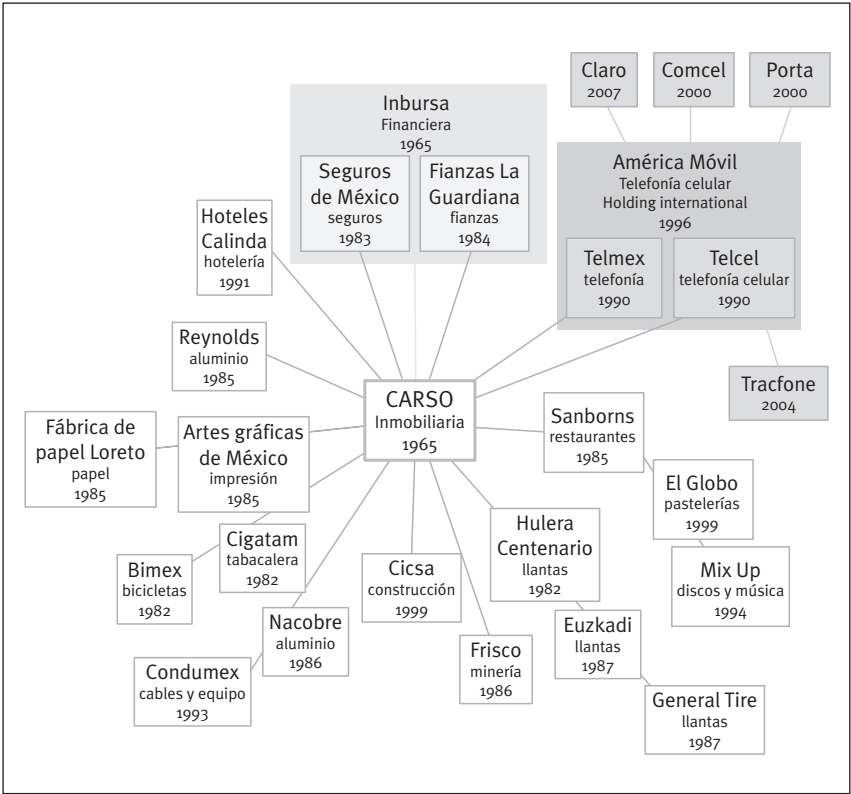 Claro
2007
Comcel
2000
Porta
2000
Inbursa
Financiera
1965
Seguros
de México
seguros
1983
Fianzas La
Guardiana
fianzas
1984
América Móvil
Telefonía celular
Holding international
1996
Telmex
telefonía
1990
Telcel
telefonía celular
1990
Hoteles
Calinda
hotelería
1991
Reynolds
aluminio
1985
Tracfone
2004
CARSO
Inmobiliaria
1965
Fábrica de
papel Loreto
papel
1985
Artes gráficas
de México
impresión
1985
Sanborns
restaurantes
1985
El Globo
pastelerías
1999
Mix Up
discos y música
1994
Bimex
bicicletas
1982
Cigatam
tabacalera
1982
Cicsa
construcción
1999
Hulera
Centenario
llantas
1982
Nacobre
aluminio
1986
Euzkadi
llantas
1987
Condumex
cables y equipo
1993
Frisco
minería
1986
General Tire
llantas
1987